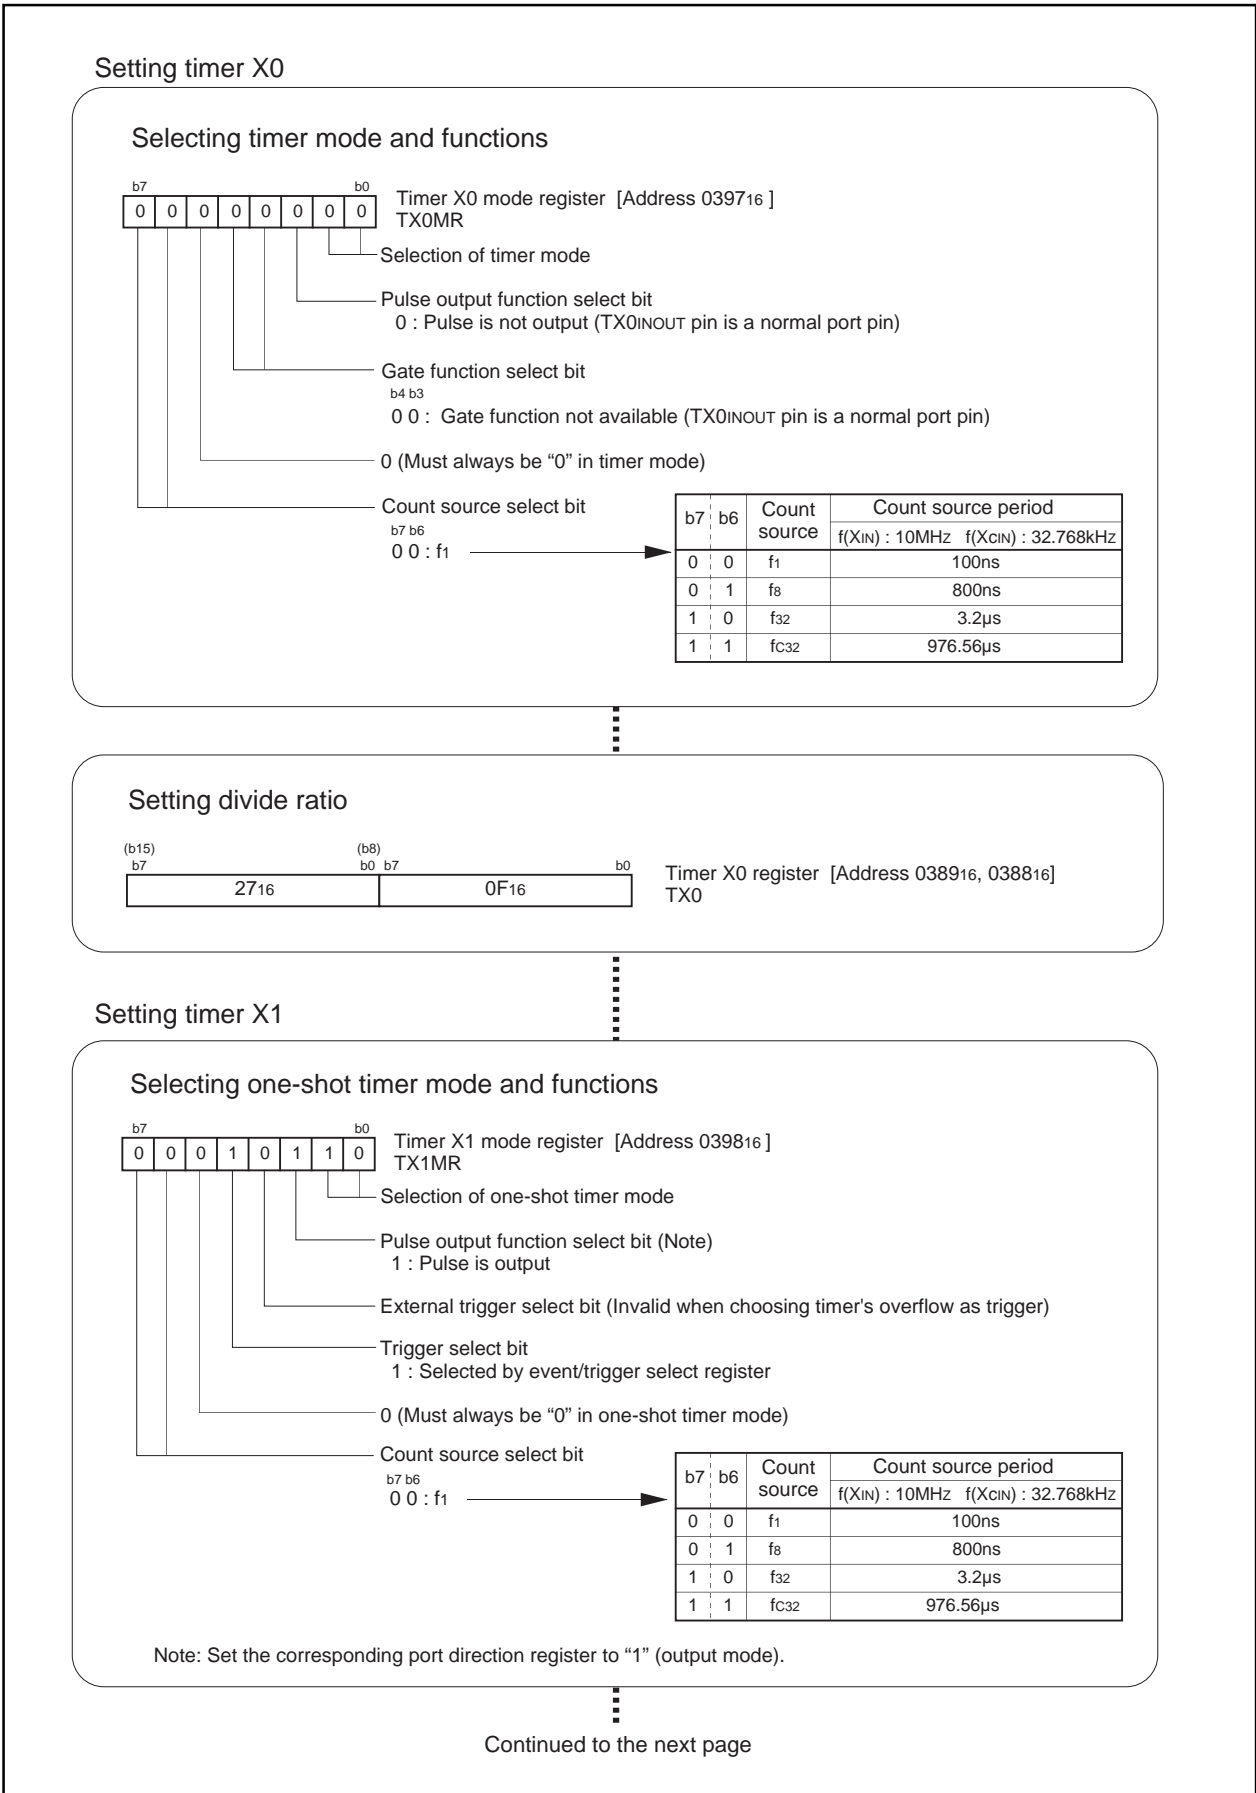 Setting timer X0
Selecting timer mode and functions
b7 b0
0 0 0 0 0 0 0 0
Timer X0 mode register [Address 039716 ]
TX0MR
Selection of timer mode
Pulse output function select bit
0 : Pulse is not output (TX0INOUT pin is a normal port pin)
Gate function select bit
b4 b3
0 0 : Gate function not available (TX0INOUT pin is a normal port pin)
0 (Must always be “0” in timer mode)
Count source select bit
b7 b6
0 0 : f1
b7 b6 Count source Count source period
f(XIN) : 10MHZ f(XCIN) : 32.768kHZ
0 0 f1 100ns
0 1 f8 800ns
1 0 f32 3.2µs
1 1 fC32 976.56µs
Setting divide ratio
(b15) (b8)
b7 b0 b7 b0
2716 0F16
Timer X0 register [Address 038916, 038816]
TX0
Setting timer X1
Selecting one-shot timer mode and functions
b7 b0
0 0 0 1 0 1 1 0
Timer X1 mode register [Address 039816 ]
TX1MR
Selection of one-shot timer mode
Pulse output function select bit (Note)
1 : Pulse is output
External trigger select bit (Invalid when choosing timer's overflow as trigger)
Trigger select bit
1 : Selected by event/trigger select register
0 (Must always be “0” in one-shot timer mode)
Count source select bit
b7 b6
0 0 : f1
b7 b6 Count source Count source period
f(XIN) : 10MHZ f(XCIN) : 32.768kHZ
0 0 f1 100ns
0 1 f8 800ns
1 0 f32 3.2µs
1 1 fC32 976.56µs
Note: Set the corresponding port direction register to “1” (output mode).
Continued to the next page